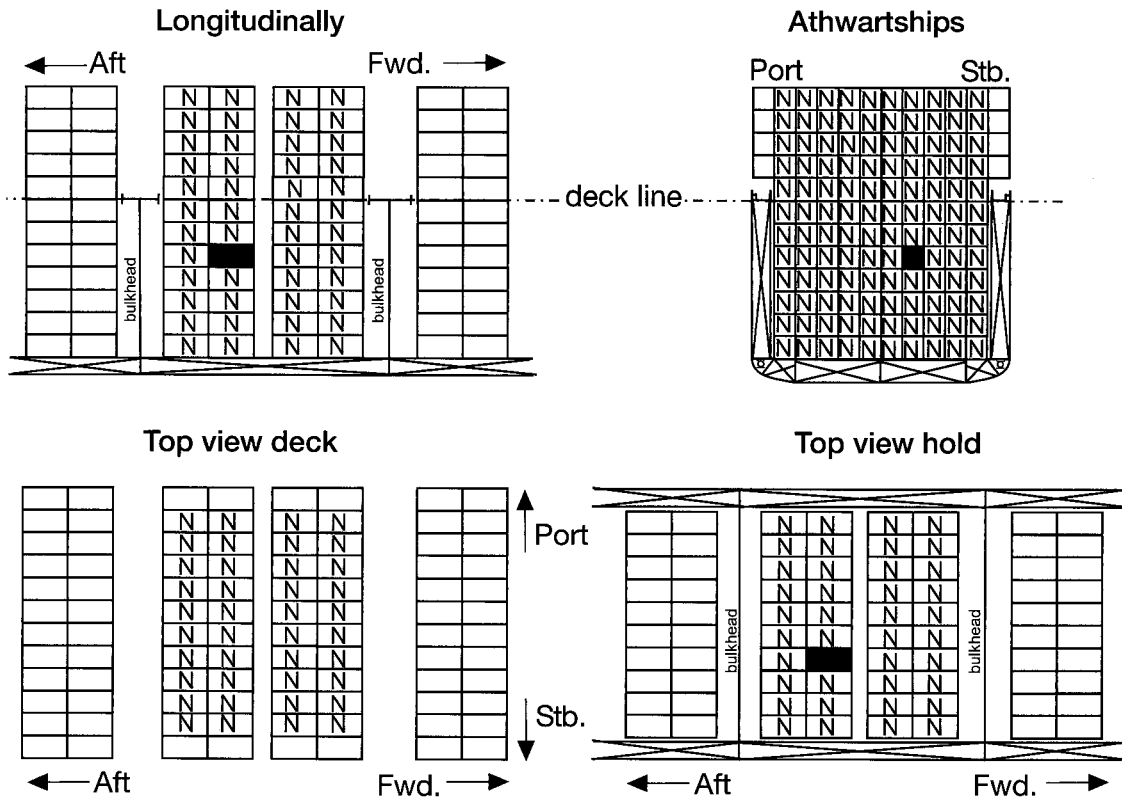 Longitudinally
Aft Fwd.
N N N N
N N N N
N N N N
N N N N
N N N N
N N N N
N N N N
N N N
N N N N
N N N N
N N N N
N N N N
bulkhead
bulkhead
deck line
Athwartships
Port Stb.
N N N N N N N N N N
N N N N N N N N N N
N N N N N N N N N N
N N N N N N N N N N
N N N N N N N N N N
N N N N N N N N N N
N N N N N N N N N N
N N N N N N N N N
N N N N N N N N N N
N N N N N N N N N N
N N N N N N N N N N
N N N N N N N N N N
Top view deck
N N N N
N N N N
N N N N
N N N N
N N N N
N N N N
N N N N
N N N N
N N N N
N N N N
Port
Stb.
Aft Fwd.
Top view hold
N N N N
N N N N
N N N N
N N N N
N N N N
N N N N
N N N
N N N N
N N N N
N N N N
bulkhead
bulkhead
Aft Fwd.